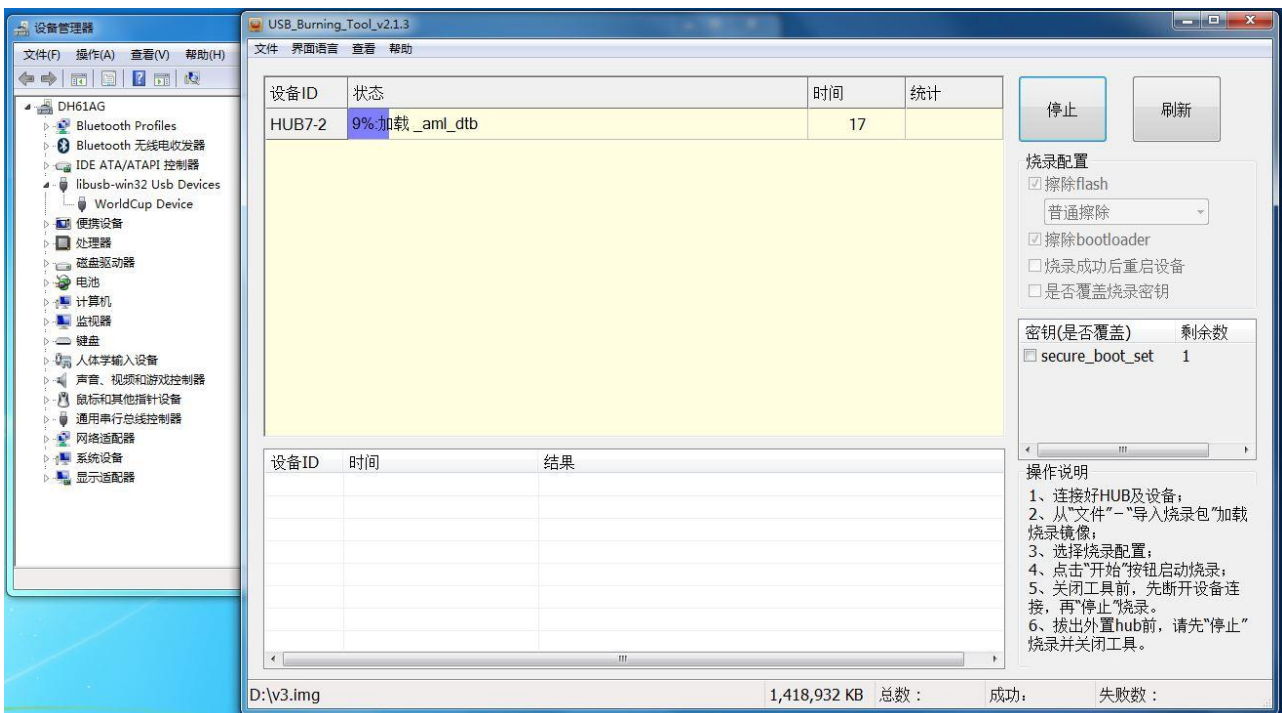 设备管理器
文件(F) 操作(A) 查看(V) 帮助(H)
DH61AG
Bluetooth Profiles
Bluetooth 无线电收发器
IDE ATA/ATAPI 控制器
libusb-win32 Usb Devices
WorldCup Device
便携设备
处理器
磁盘驱动器
电池
计算机
监视器
键盘
人体学输入设备
声音、视频和游戏控制器
鼠标和其他指针设备
通用串行总线控制器
网络适配器
系统设备
显示适配器
USB_Burning_Tool_v2.1.3
文件 界面语言 查看 帮助
设备ID 状态 时间 统计
HUB7-2 9%:加载 _aml_dtb 17
设备ID 时间 结果
停止 刷新
烧录配置
擦除flash
普通擦除
擦除bootloader
烧录成功后重启设备
是否覆盖烧录密钥
密钥(是否覆盖) 剩余数
secure_boot_set 1
操作说明
1、连接好HUB及设备;
2、从"文件"-"导入烧录包"加载
烧录镜像;
3、选择烧录配置;
4、点击"开始"按钮启动烧录;
5、关闭工具前，先断开设备连
接，再"停止"烧录。
6、拔出外置hub前，请先"停止"
烧录并关闭工具。
D:\v3.img 1,418,932 KB 总数： 成功： 失败数：